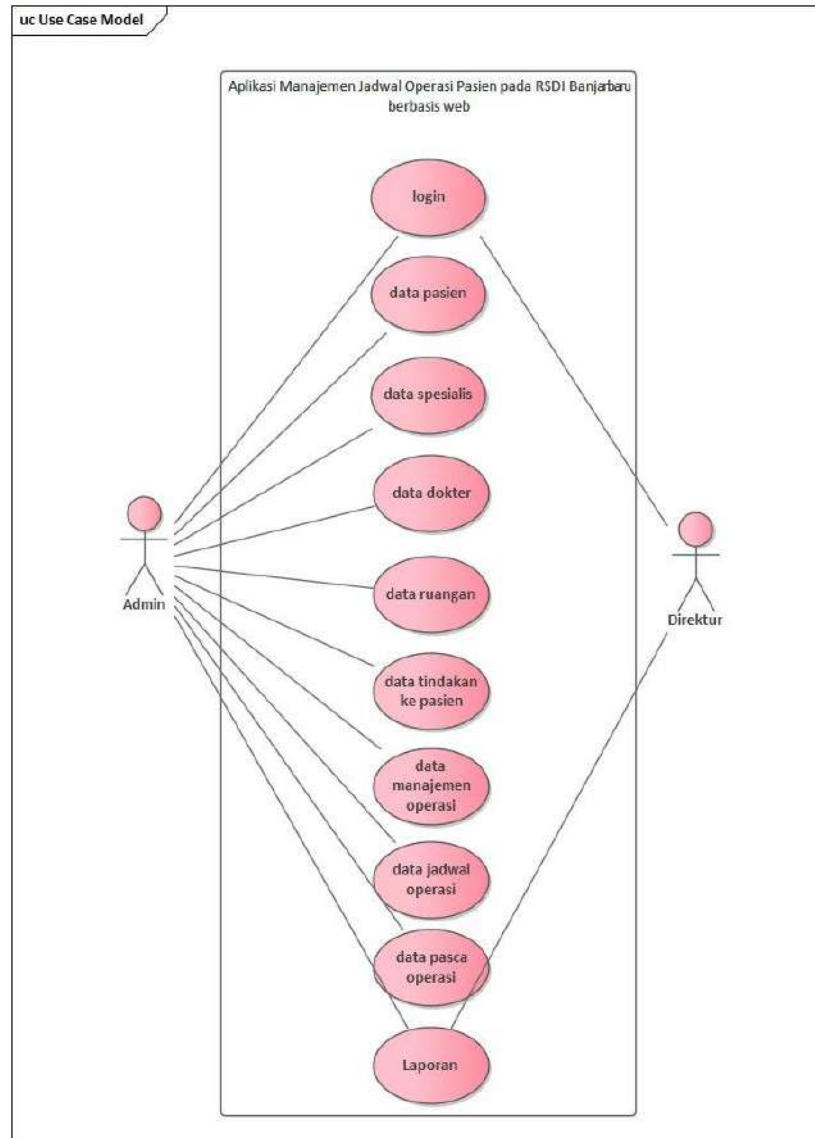 uc Use Case Model
Aplikasi Manajemen Jadwal Operasi Pasien pada RSDI Banjarbaru
berbasis web
login
data pasien
data spesialis
data dokter
Admin
Direktur
data ruangan
data tindakan
ke pasien
data
manajemen
operasi
data jadwal
operasi
data pasca
operasi
Laporan